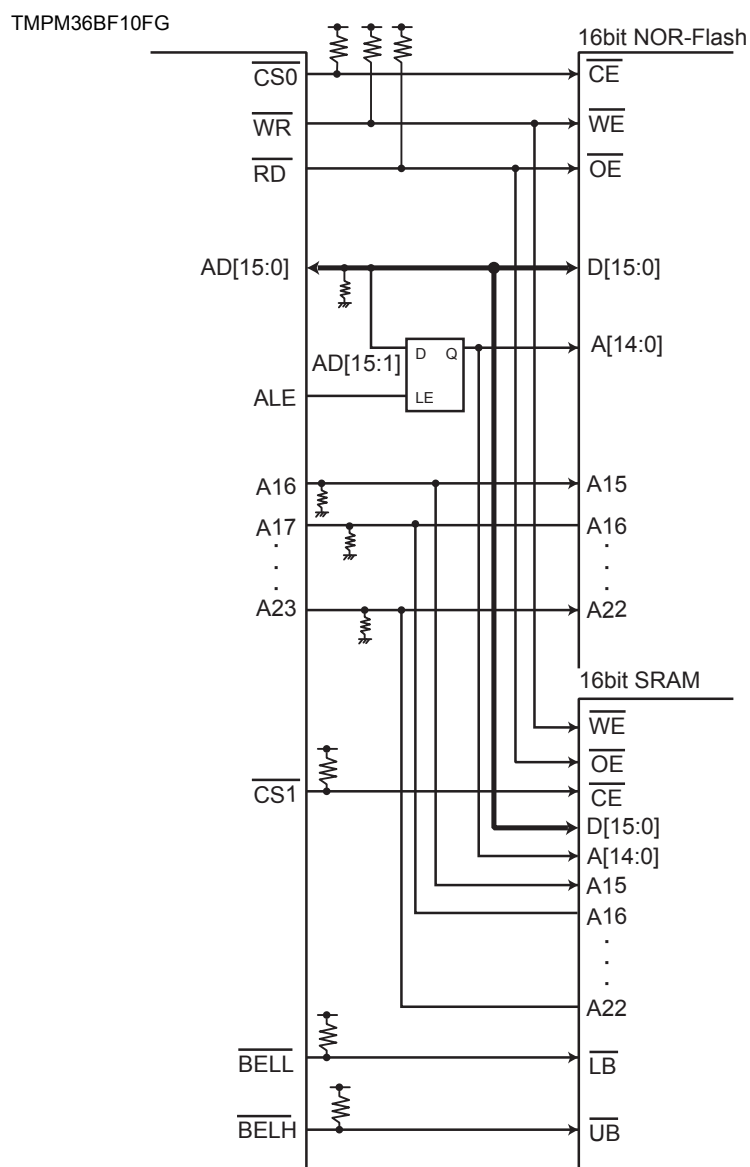 TMPM36BF10FG
16bit NOR-Flash
CS0
CE
WR
WE
RD
OE
AD[15:0]
D[15:0]
AD[15:1]
D Q
LE
A[14:0]
ALE
A16
A15
A17
A16
.
.
.
.
.
.
A23
A22
16bit SRAM
WE
OE
CS1
CE
D[15:0]
A[14:0]
A15
A16
.
.
.
A22
BELL
LB
BELH
UB